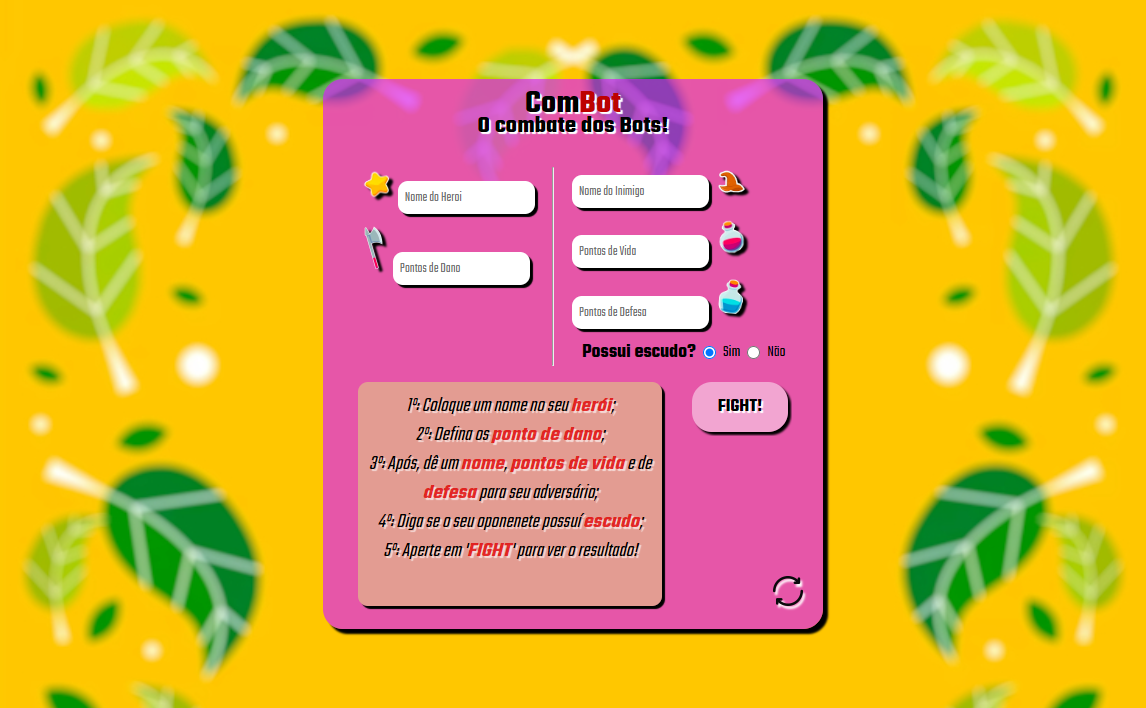 ComBot
O combate dos Bots!
Nome do Heroi
Pontos de Dano
Nome do Inimigo
Pontos de Vida
Pontos de Defesa
Possui escudo? Sim Não
1º: Coloque um nome no seu herói;
2º: Defina os ponto de dano;
3º: Após, dê um nome, pontos de vida e de
defesa para seu adversário;
4º: Diga se o seu oponenete possuí escudo;
5º: Aperte em 'FIGHT' para ver o resultado!
FIGHT!